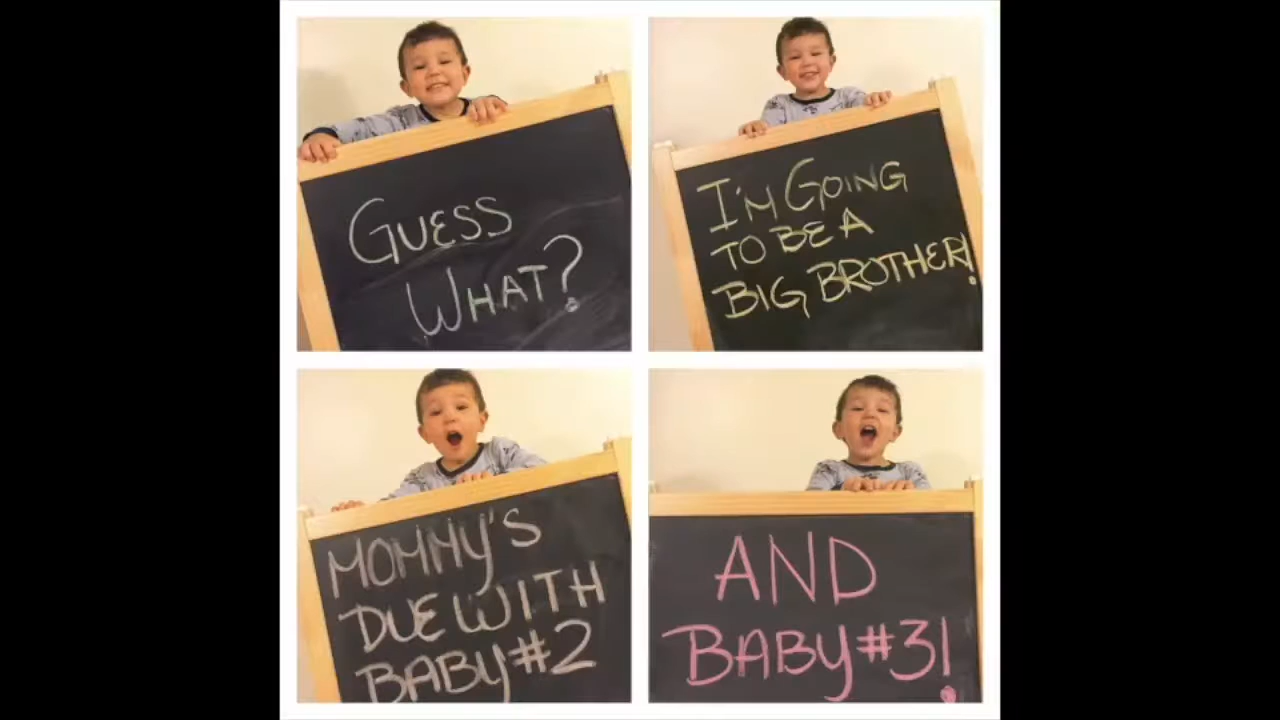 GUESS
WHAT?
I'M GOING
TO BE A
BIG BROTHER!
MOMMY'S
DUE WITH
BABY #2
AND
BABY #3!